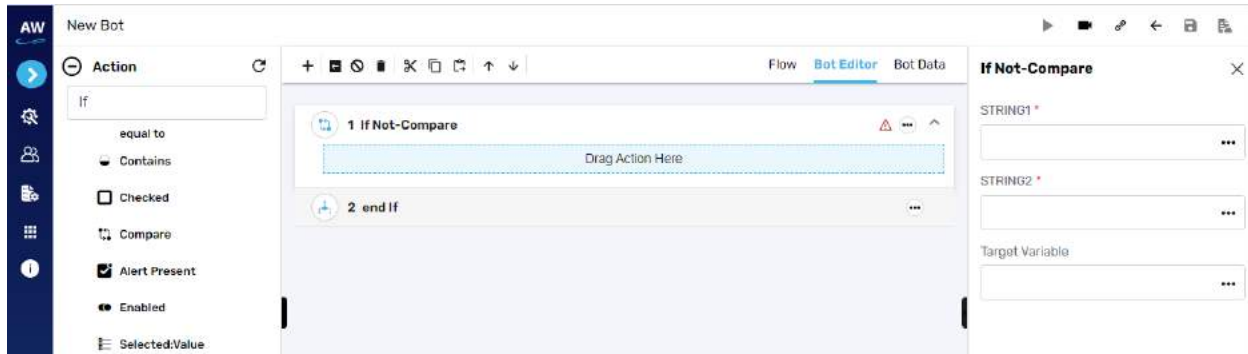 AW
New Bot
Action
If
equal to
Contains
Checked
Compare
Alert Present
Enabled
Selected:Value
Flow Bot Editor Bot Data
1 If Not-Compare
Drag Action Here
2 end If
If Not-Compare
STRING1 *
STRING2 *
Target Variable